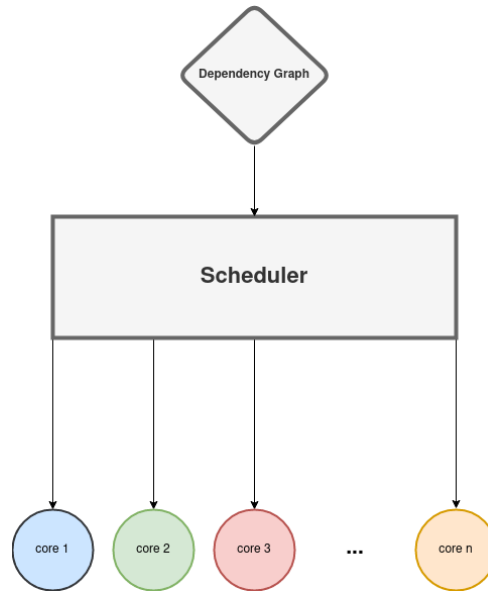 Dependency Graph
Scheduler
core 1
core 2
core 3
...
core n